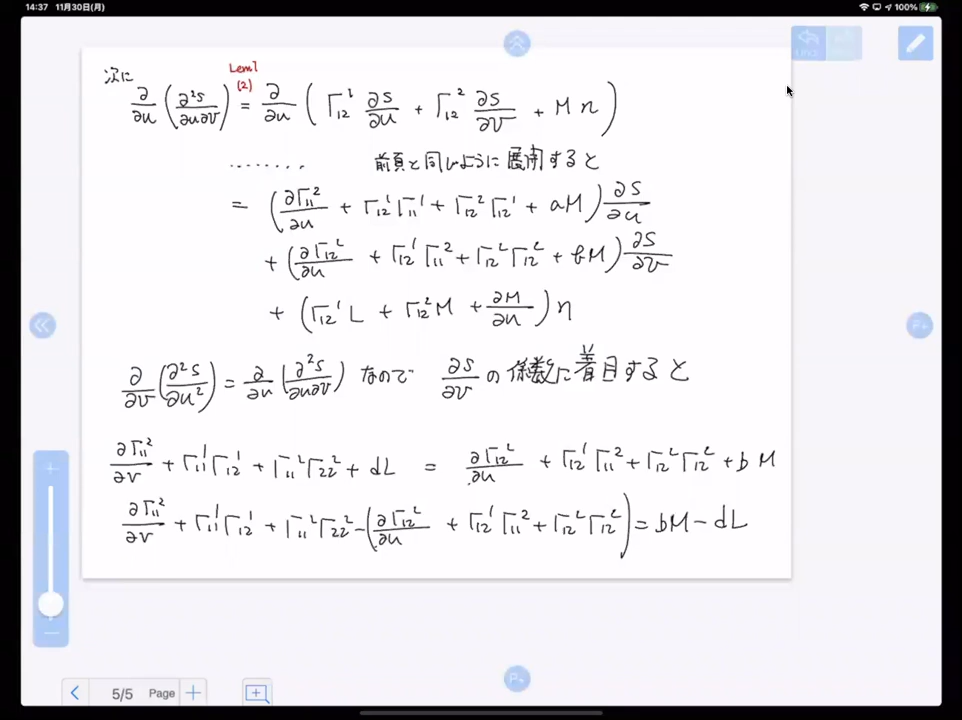 14:37 11月30日(月)
100%
Lem1
(2)
次に ∂/∂u (∂²S/∂u∂v) = ∂/∂u ( Γ₁₂¹ ∂S/∂u + Γ₁₂² ∂S/∂v + M n )
........ 前頁と同じように展開すると
= (∂Γ₁₁²/∂u + Γ₁₂¹Γ₁₁¹ + Γ₁₂²Γ₁₂¹ + aM) ∂S/∂u
+ (∂Γ₁₂²/∂u + Γ₁₂¹Γ₁₁² + Γ₁₂²Γ₁₂² + bM) ∂S/∂v
+ (Γ₁₂¹L + Γ₁₂²M + ∂M/∂u) n
∂/∂v (∂²S/∂u²) = ∂/∂u (∂²S/∂u∂v) なので ∂S/∂v の係数に着目すると
∂Γ₁₁²/∂v + Γ₁₁¹Γ₁₂¹ + Γ₁₁²Γ₂₂² + dL = ∂Γ₁₂²/∂u + Γ₁₂¹Γ₁₁² + Γ₁₂²Γ₁₂² + bM
∂Γ₁₁²/∂v + Γ₁₁¹Γ₁₂¹ + Γ₁₁²Γ₂₂² - (∂Γ₁₂²/∂u + Γ₁₂¹Γ₁₁² + Γ₁₂²Γ₁₂²) = bM - dL
5/5 Page